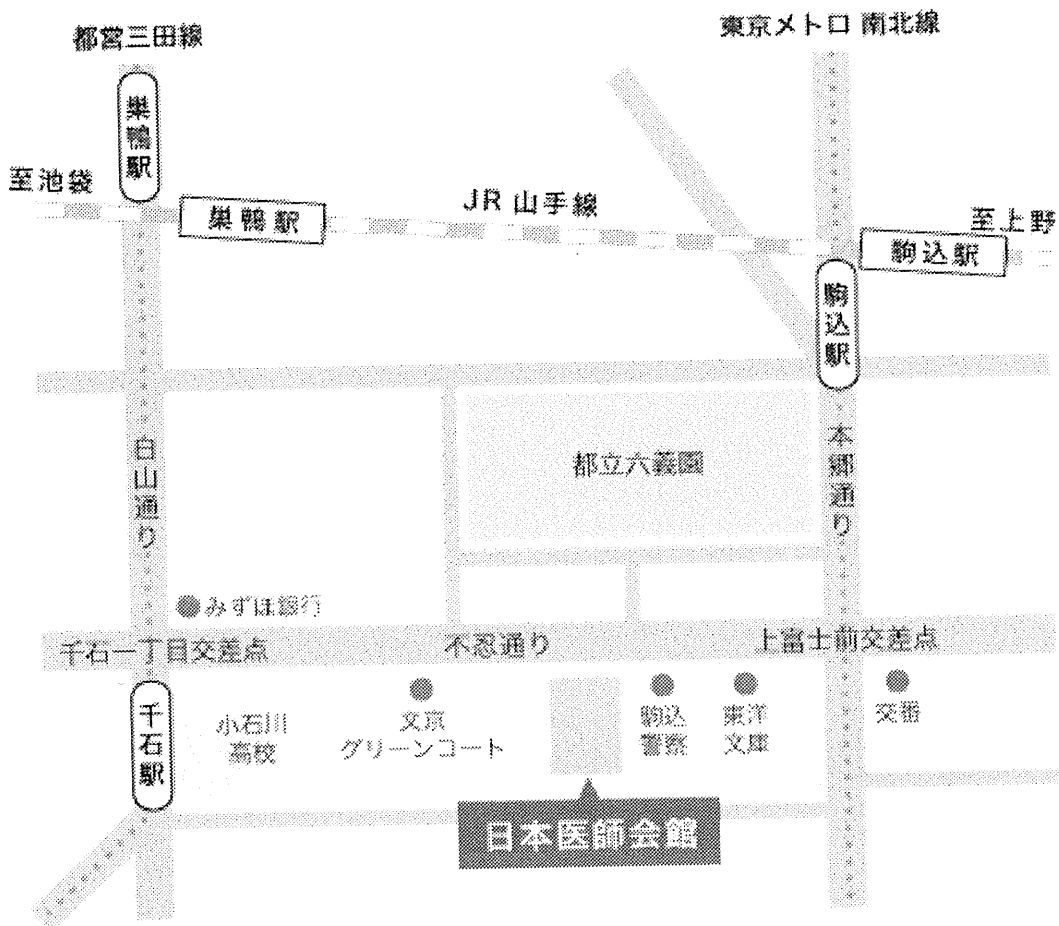 都営三田線
東京メトロ 南北線
巣鴨駅
至池袋
巣鴨駅
JR 山手線
至上野
駒込駅
駒込駅
白山通り
都立六義園
本郷通り
みずほ銀行
千石一丁目交差点
不忍通り
上富士前交差点
千石駅
小石川
高校
文京
グリーンコート
駒込
警察
東洋
文庫
交番
日本医師会館